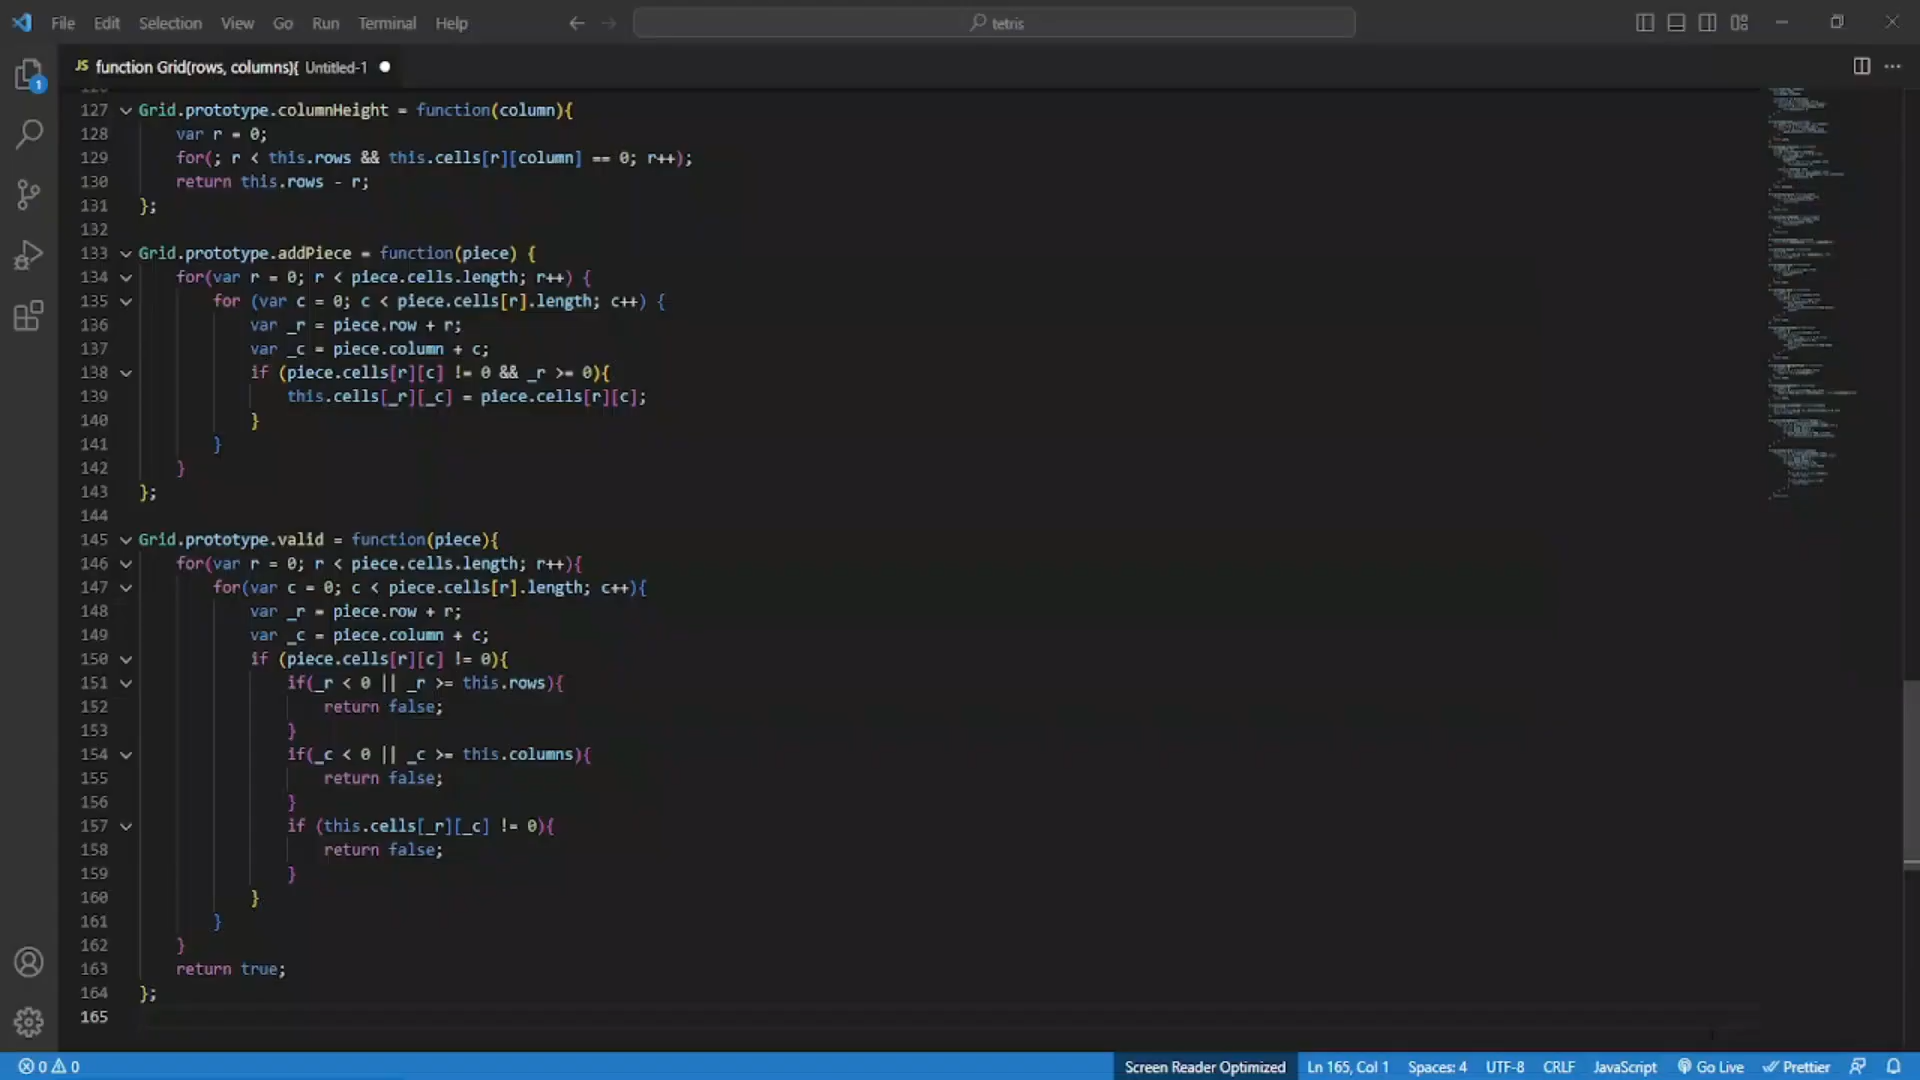 File Edit Selection View Go Run Terminal Help
tetris
JS function Grid(rows, columns){ Untitled-1
1
127 Grid.prototype.columnHeight = function(column){
128 var r = 0;
129 for(; r < this.rows && this.cells[r][column] == 0; r++);
130 return this.rows - r;
131 };
132
133 Grid.prototype.addPiece = function(piece) {
134 for(var r = 0; r < piece.cells.length; r++) {
135 for (var c = 0; c < piece.cells[r].length; c++) {
136 var _r = piece.row + r;
137 var _c = piece.column + c;
138 if (piece.cells[r][c] != 0 && _r >= 0){
139 this.cells[_r][_c] = piece.cells[r][c];
140 }
141 }
142 }
143 };
144
145 Grid.prototype.valid = function(piece){
146 for(var r = 0; r < piece.cells.length; r++){
147 for(var c = 0; c < piece.cells[r].length; c++){
148 var _r = piece.row + r;
149 var _c = piece.column + c;
150 if (piece.cells[r][c] != 0){
151 if(_r < 0 || _r >= this.rows){
152 return false;
153 }
154 if(_c < 0 || _c >= this.columns){
155 return false;
156 }
157 if (this.cells[_r][_c] != 0){
158 return false;
159 }
160 }
161 }
162 }
163 return true;
164 };
165
0 0 Screen Reader Optimized Ln 165, Col 1 Spaces: 4 UTF-8 CRLF JavaScript Go Live Prettier